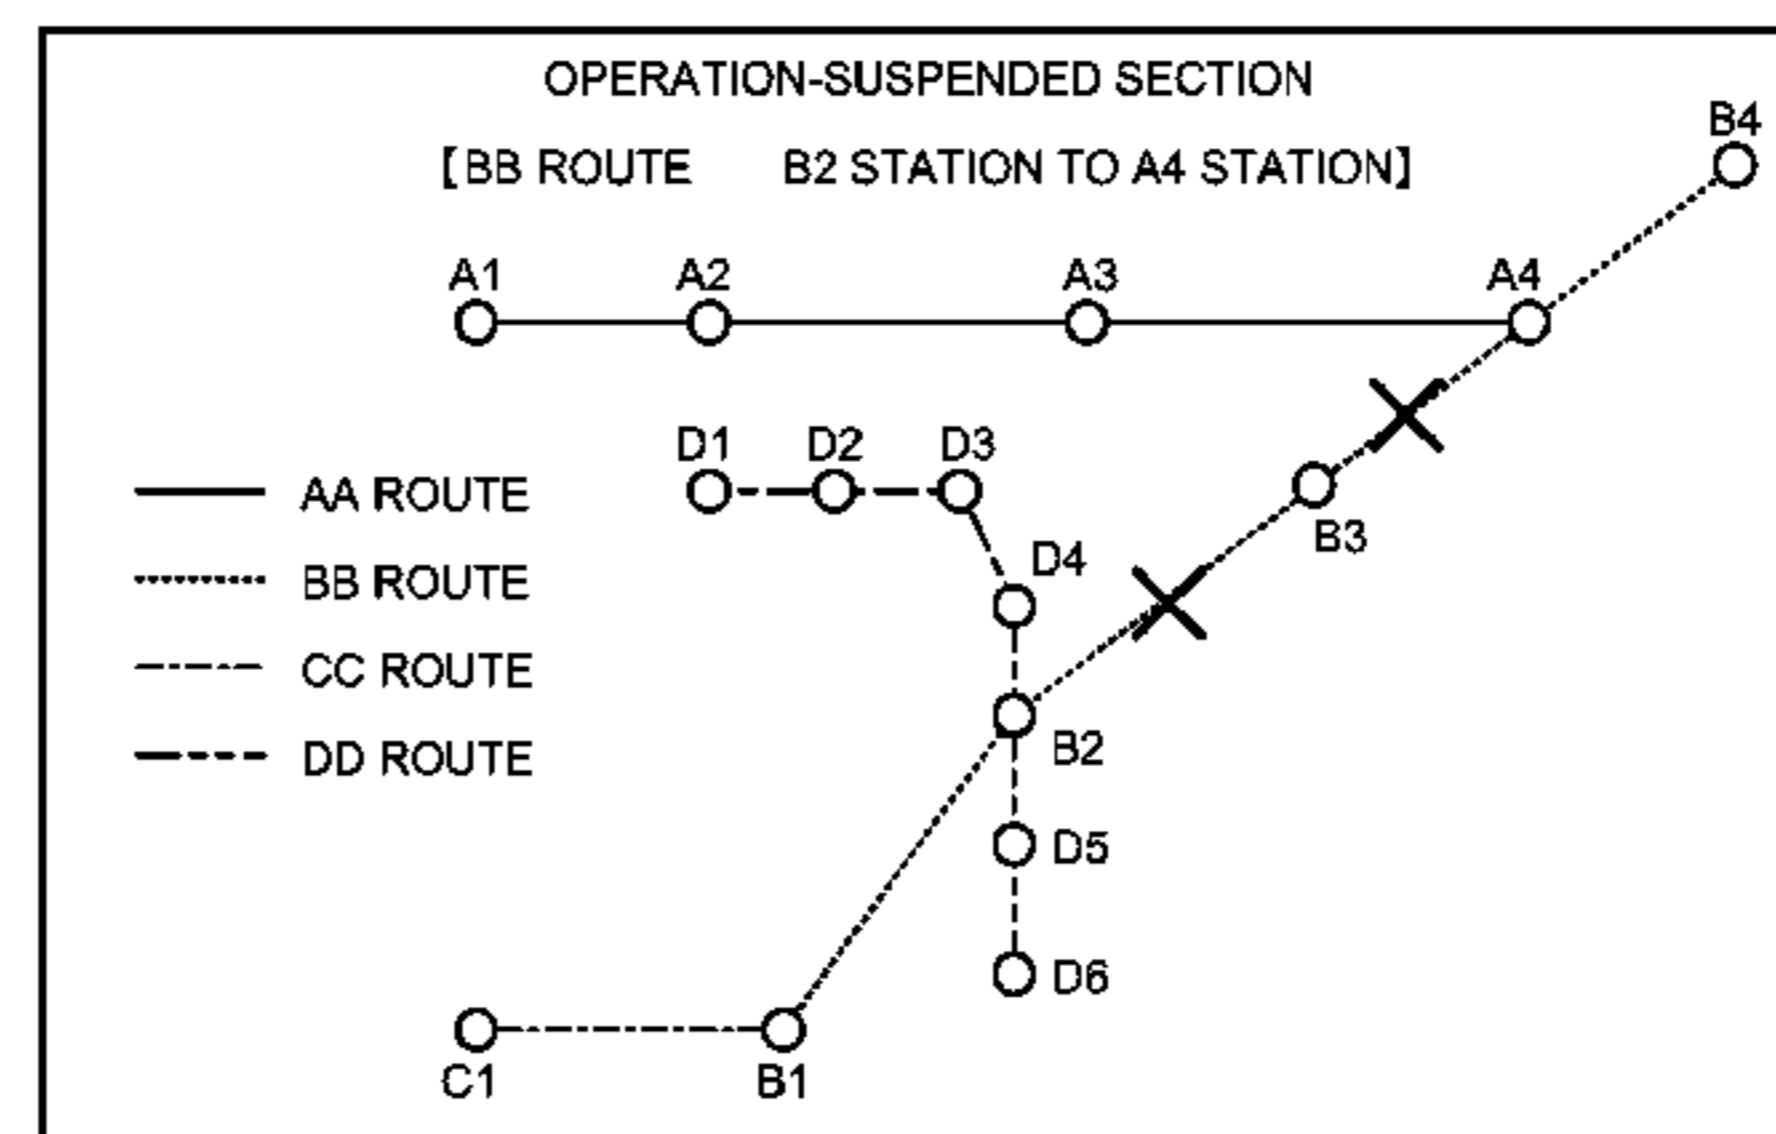 OPERATION-SUSPENDED SECTION
[BB ROUTE B2 STATION TO A4 STATION]
B4
A1 A2 A3 A4
D1 D2 D3
AA ROUTE
B3
D4
BB ROUTE
CC ROUTE
B2
DD ROUTE
D5
D6
C1 B1